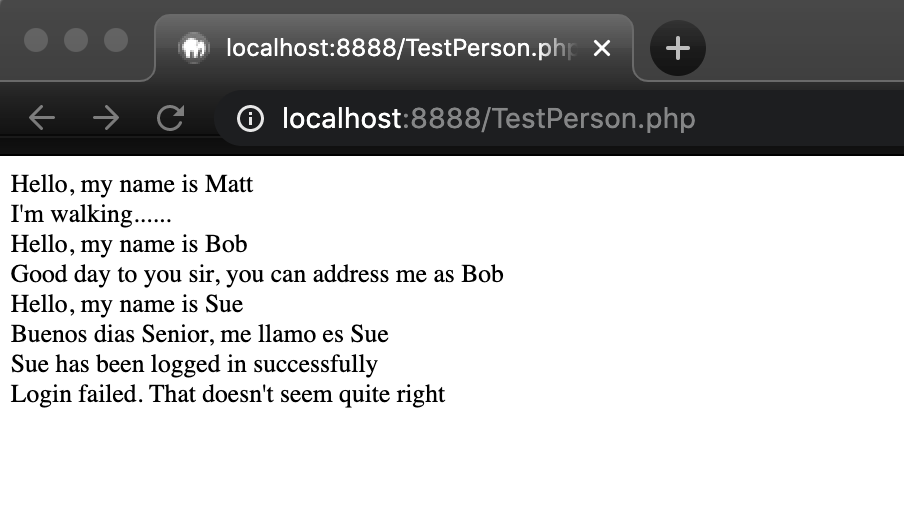 localhost:8888/TestPerson.php
localhost:8888/TestPerson.php
Hello, my name is Matt
I'm walking......
Hello, my name is Bob
Good day to you sir, you can address me as Bob
Hello, my name is Sue
Buenos dias Senior, me llamo es Sue
Sue has been logged in successfully
Login failed. That doesn't seem quite right